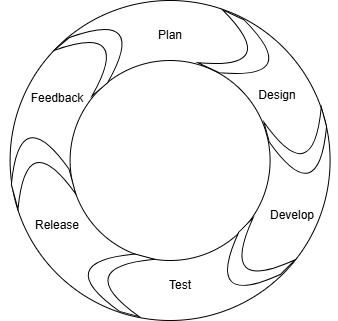 Plan
Design
Develop
Test
Release
Feedback